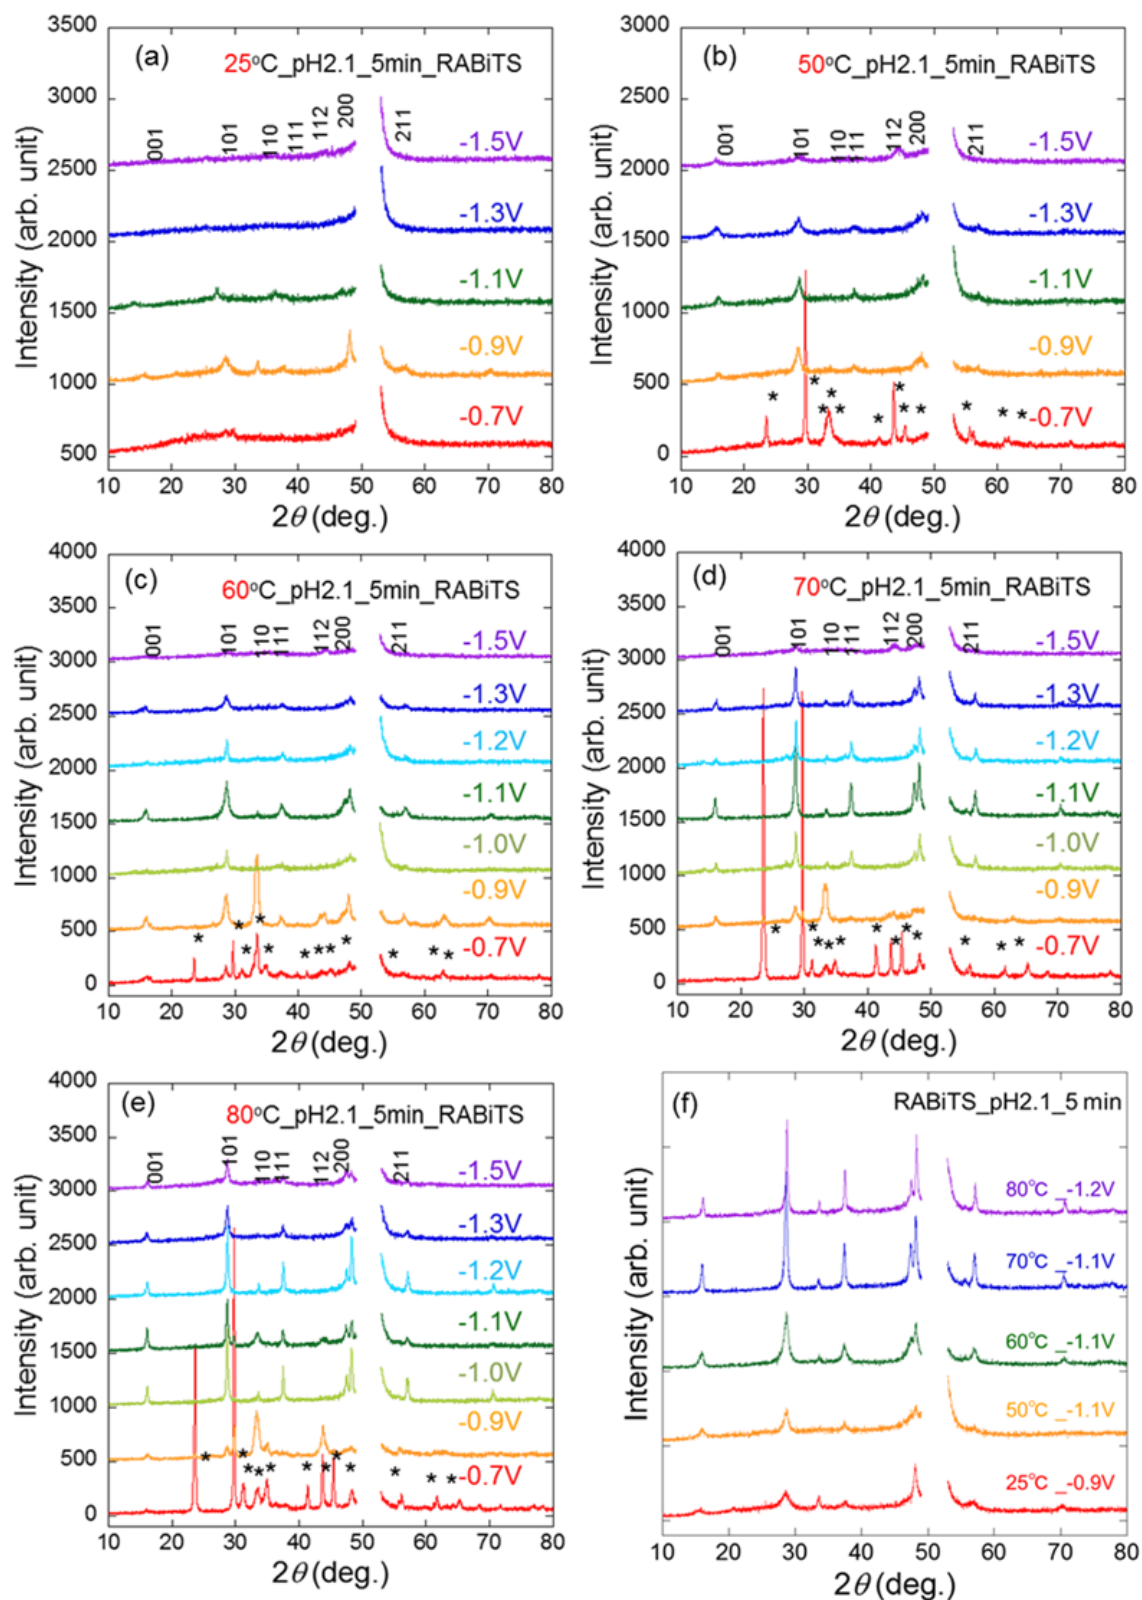 (a)
25°C_pH2.1_5min_RABiTS
3500
3000
2500
2000
1500
1000
500
Intensity (arb. unit)
001
101
110
111
112
200
211
-1.5V
-1.3V
-1.1V
-0.9V
-0.7V
10 20 30 40 50 60 70 80
2θ (deg.)
(b)
50°C_pH2.1_5min_RABiTS
3000
2500
2000
1500
1000
500
0
Intensity (arb. unit)
001
101
110
111
112
200
211
-1.5V
-1.3V
-1.1V
-0.9V
* * * * * * * * * * * *
-0.7V
10 20 30 40 50 60 70 80
2θ (deg.)
(c)
60°C_pH2.1_5min_RABiTS
4000
3500
3000
2500
2000
1500
1000
500
0
Intensity (arb. unit)
001
101
110
111
112
200
211
-1.5V
-1.3V
-1.2V
-1.1V
-1.0V
-0.9V
* * * * * * * * * * * *
-0.7V
10 20 30 40 50 60 70 80
2θ (deg.)
(d)
70°C_pH2.1_5min_RABiTS
4000
3500
3000
2500
2000
1500
1000
500
0
Intensity (arb. unit)
001
101
110
111
112
200
211
-1.5V
-1.3V
-1.2V
-1.1V
-1.0V
-0.9V
* * * * * * * * * * * *
-0.7V
10 20 30 40 50 60 70 80
2θ (deg.)
(e)
80°C_pH2.1_5min_RABiTS
4000
3500
3000
2500
2000
1500
1000
500
0
Intensity (arb. unit)
001
101
110
111
112
200
211
-1.5V
-1.3V
-1.2V
-1.1V
-1.0V
-0.9V
* * * * * * * * * * * *
-0.7V
10 20 30 40 50 60 70 80
2θ (deg.)
(f)
RABiTS_pH2.1_5 min
Intensity (arb. unit)
80°C _-1.2V
70°C _-1.1V
60°C _-1.1V
50°C _-1.1V
25°C _-0.9V
10 20 30 40 50 60 70 80
2θ (deg.)